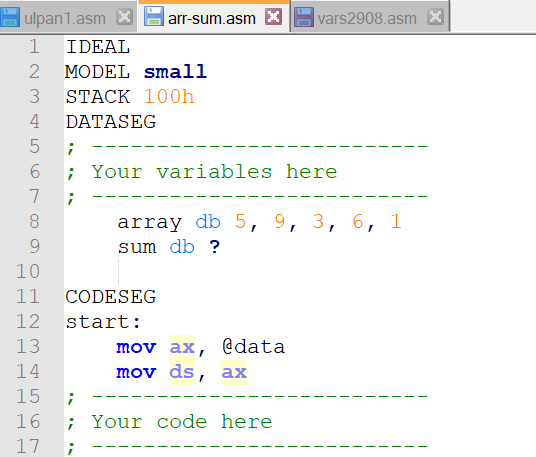 ulpan1.asm arr-sum.asm vars2908.asm
1 IDEAL
2 MODEL small
3 STACK 100h
4 DATASEG
5 ; --------------------------
6 ; Your variables here
7 ; --------------------------
8 array db 5, 9, 3, 6, 1
9 sum db ?
10
11 CODESEG
12 start:
13 mov ax, @data
14 mov ds, ax
15 ; --------------------------
16 ; Your code here
17 ; --------------------------